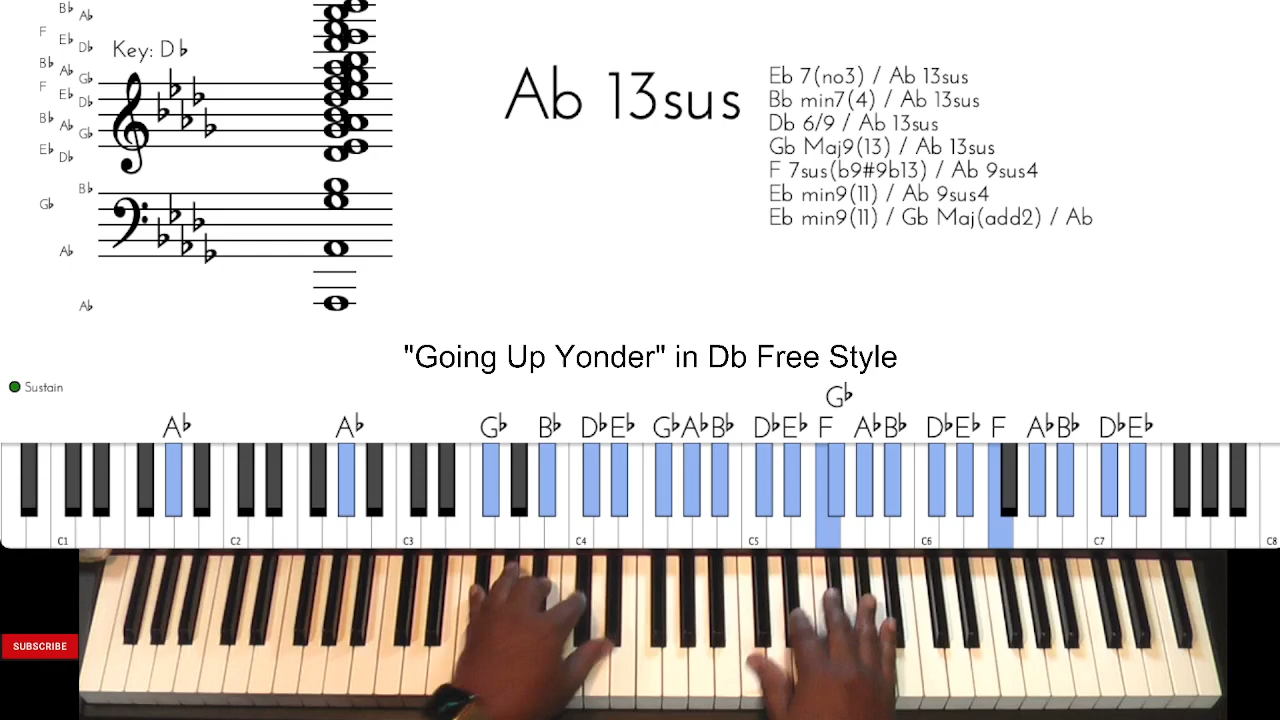 B♭
A♭
F
E♭
D♭
Key: D♭
B♭
A♭
G♭
F
E♭
D♭
B♭
A♭
G♭
E♭
D♭
B♭
G♭
A♭
A♭
Ab 13sus
Eb 7(no3) / Ab 13sus
Bb min7(4) / Ab 13sus
Db 6/9 / Ab 13sus
Gb Maj9(13) / Ab 13sus
F 7sus(b9#9b13) / Ab 9sus4
Eb min9(11) / Ab 9sus4
Eb min9(11) / Gb Maj(add2) / Ab
"Going Up Yonder" in Db Free Style
Sustain
G♭
A♭ A♭ G♭ B♭ D♭ E♭ G♭ A♭ B♭ D♭ E♭ F A♭ B♭ D♭ E♭ F A♭ B♭ D♭ E♭
C1 C2 C3 C4 C5 C6 C7 C8
SUBSCRIBE